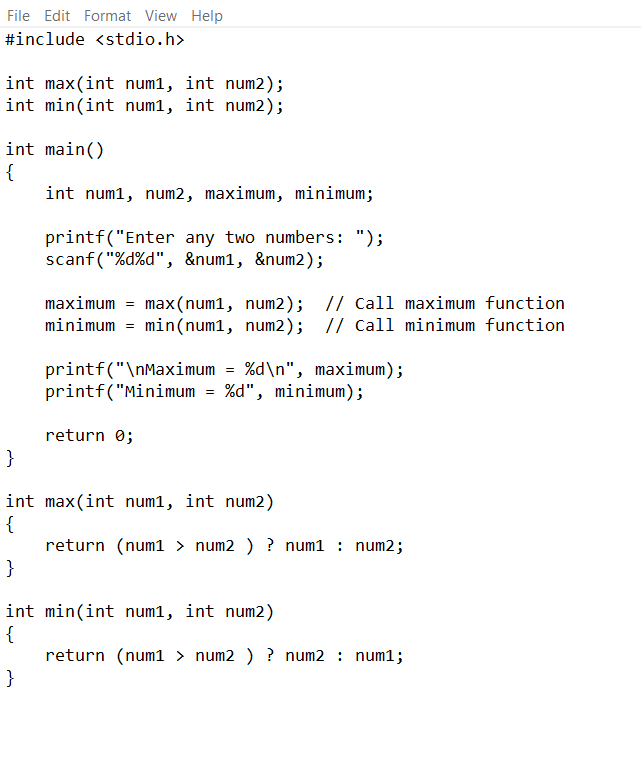 File Edit Format View Help
#include <stdio.h>

int max(int num1, int num2);
int min(int num1, int num2);

int main()
{
    int num1, num2, maximum, minimum;

    printf("Enter any two numbers: ");
    scanf("%d%d", &num1, &num2);

    maximum = max(num1, num2);  // Call maximum function
    minimum = min(num1, num2);  // Call minimum function

    printf("\nMaximum = %d\n", maximum);
    printf("Minimum = %d", minimum);

    return 0;
}

int max(int num1, int num2)
{
    return (num1 > num2 ) ? num1 : num2;
}

int min(int num1, int num2)
{
    return (num1 > num2 ) ? num2 : num1;
}